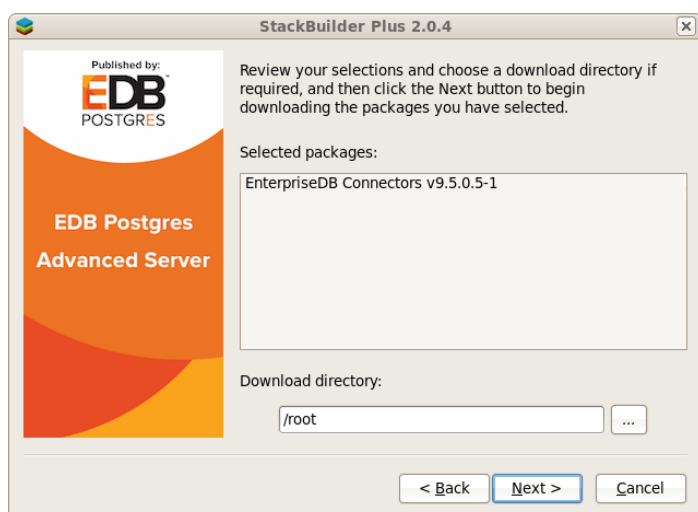 StackBuilder Plus 2.0.4
Published by:
EDB
POSTGRES
EDB Postgres
Advanced Server
Review your selections and choose a download directory if
required, and then click the Next button to begin
downloading the packages you have selected.
Selected packages:
EnterpriseDB Connectors v9.5.0.5-1
Download directory:
/root
...
< Back
Next >
Cancel